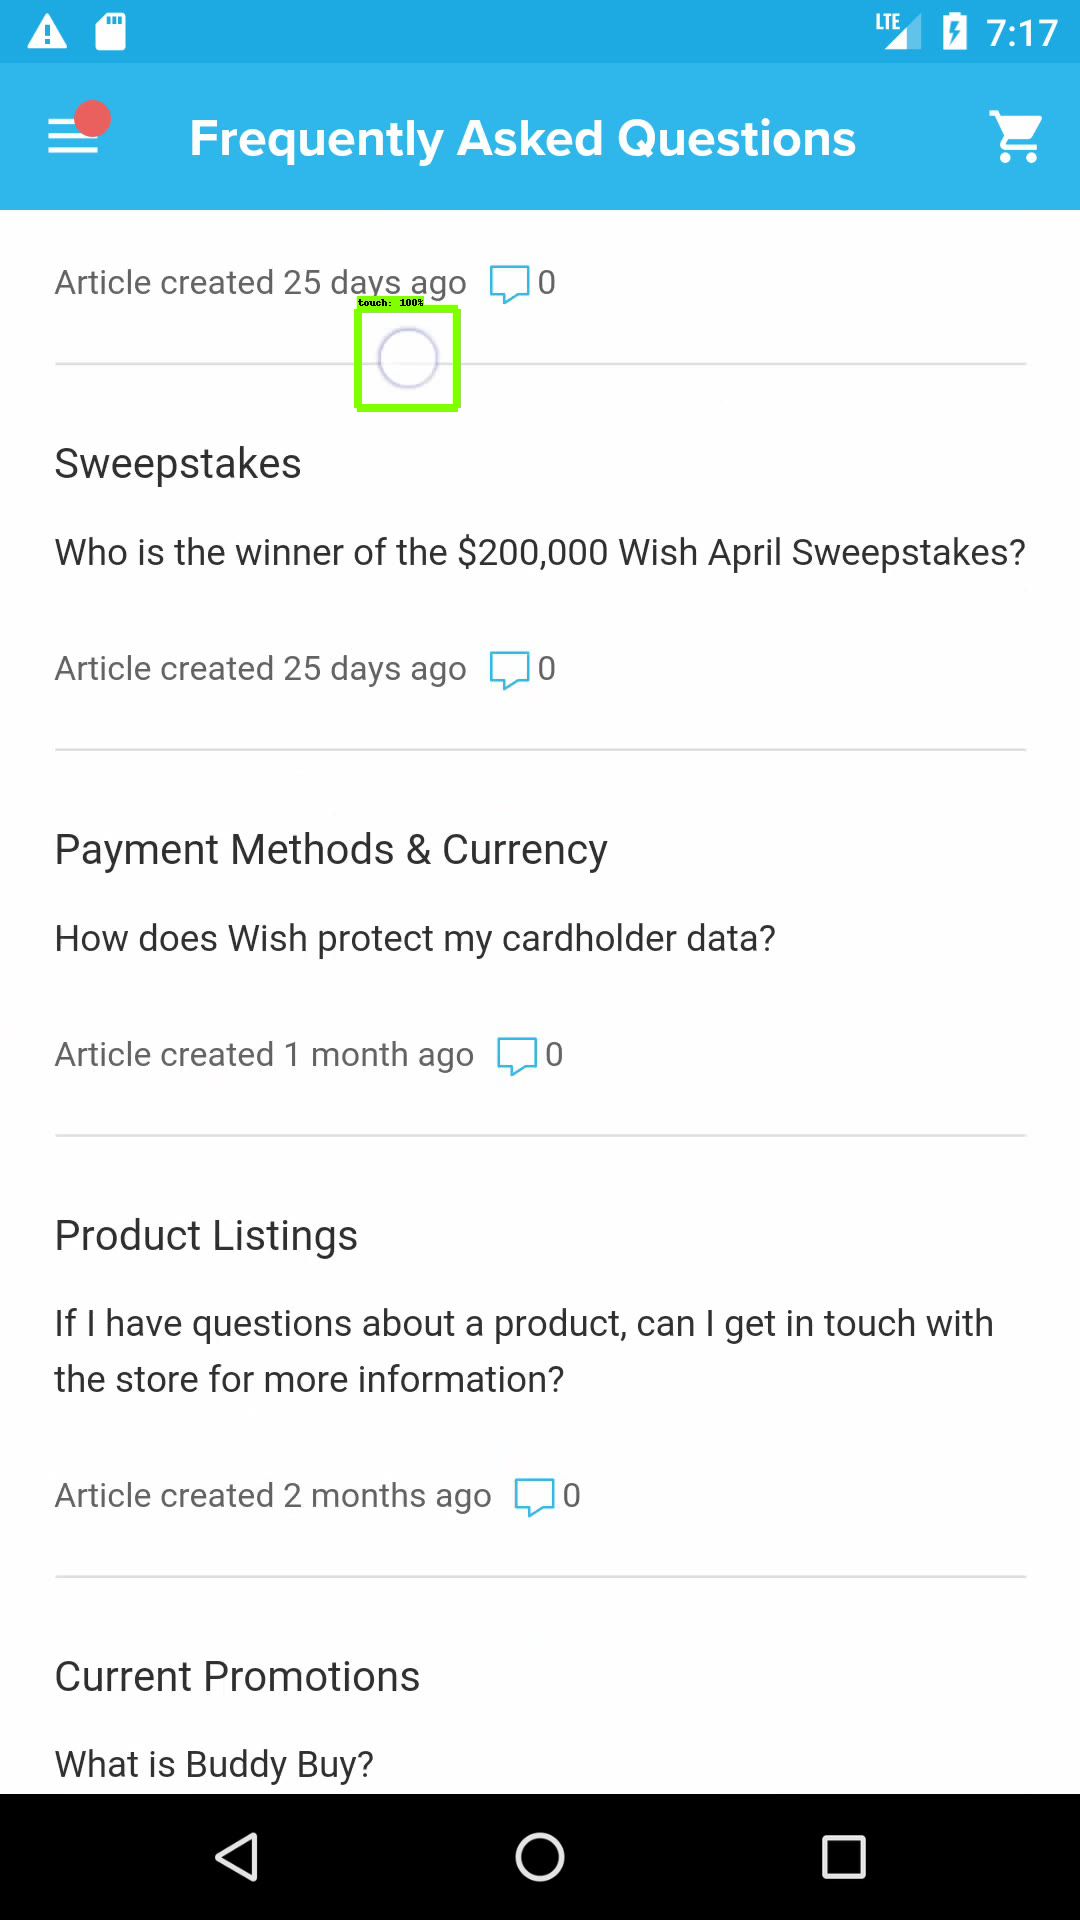 LTE 7:17
Frequently Asked Questions
Article created 25 days ago 0
touch: 100%
Sweepstakes
Who is the winner of the $200,000 Wish April Sweepstakes?
Article created 25 days ago 0
Payment Methods & Currency
How does Wish protect my cardholder data?
Article created 1 month ago 0
Product Listings
If I have questions about a product, can I get in touch with
the store for more information?
Article created 2 months ago 0
Current Promotions
What is Buddy Buy?